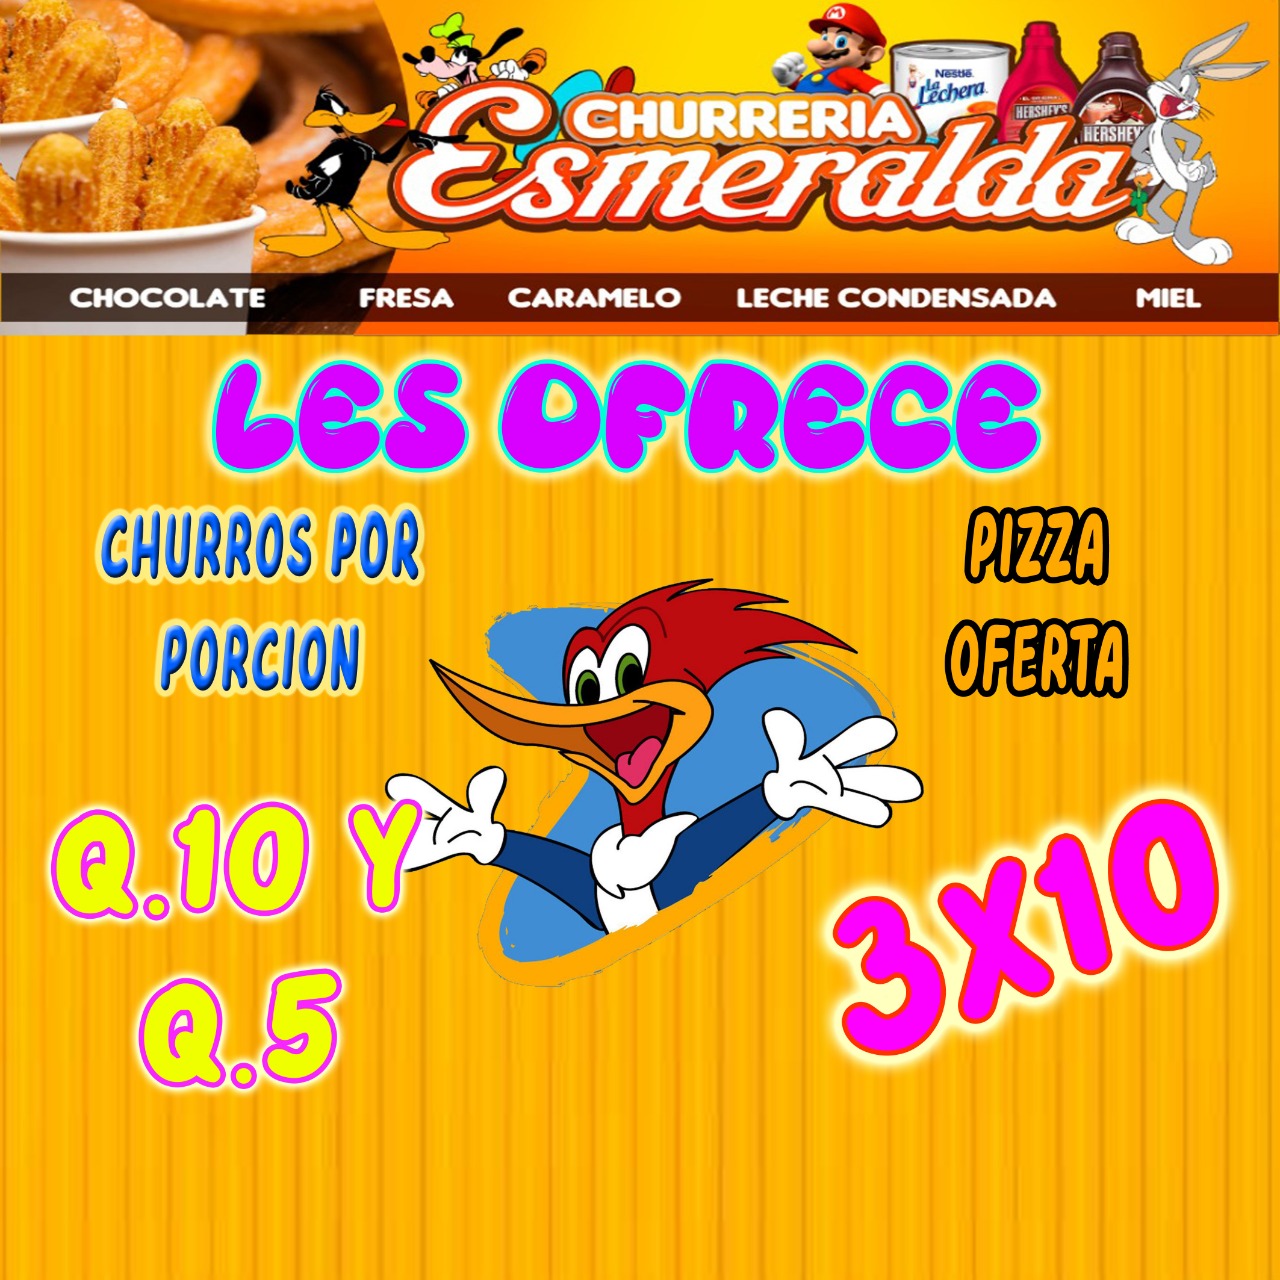 CHURRERIA
Esmeralda
Nestlé
La Lechera
HERSHEY'S
HERSHEY'
M
CHOCOLATE FRESA CARAMELO LECHE CONDENSADA MIEL
LES OFRECE
CHURROS POR
PORCION
PIZZA
OFERTA
Q.10 Y
Q.5
3X10